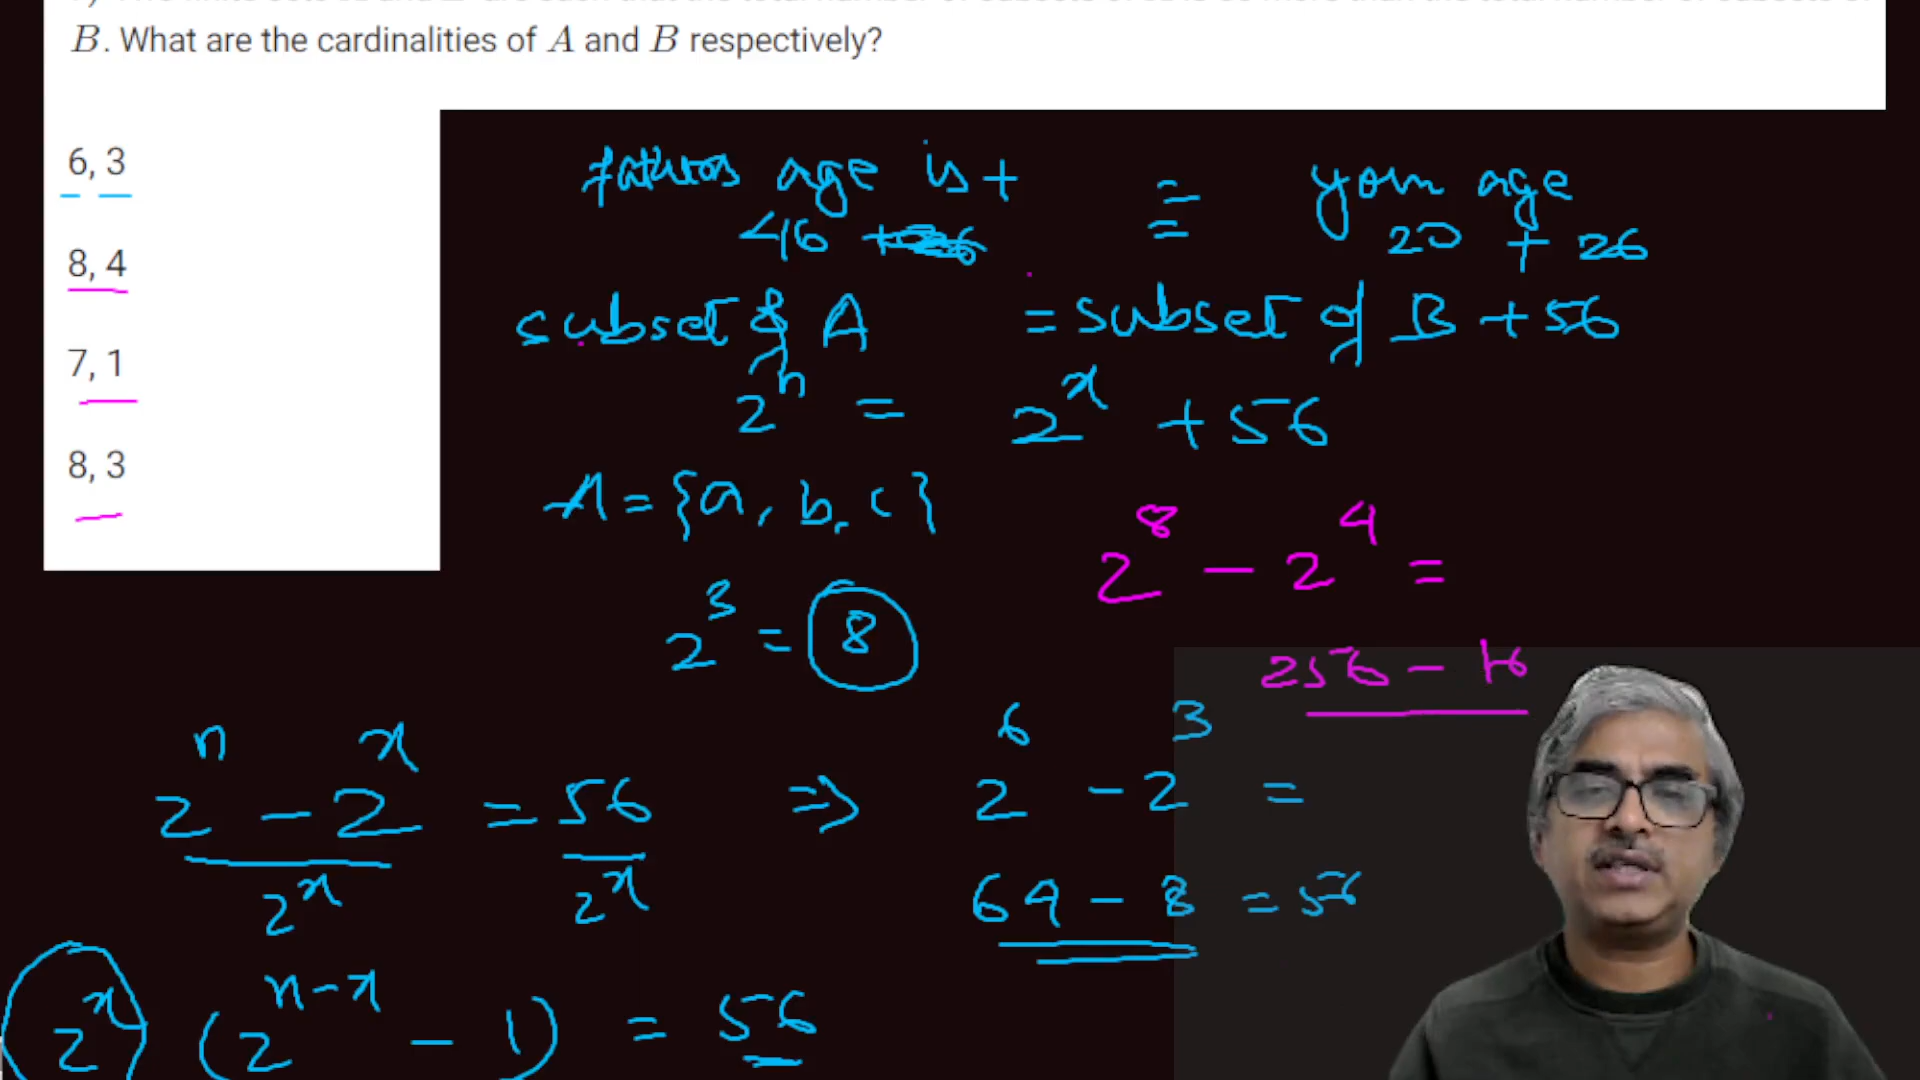 B. What are the cardinalities of A and B respectively?
6, 3
8, 4
7, 1
8, 3
age is + = your age
46 = 20 + 26
subset of A = subset of B + 56
2^n = 2^x + 56
A = {a, b, c}
2^8 - 2^4 =
2^3 = 8
256 - 16
2^n - 2^x = 56 ⇒ 2^6 - 2^3 =
2^x 2^x
64 - 8 = 56
2^x (2^{n-x} - 1) = 56